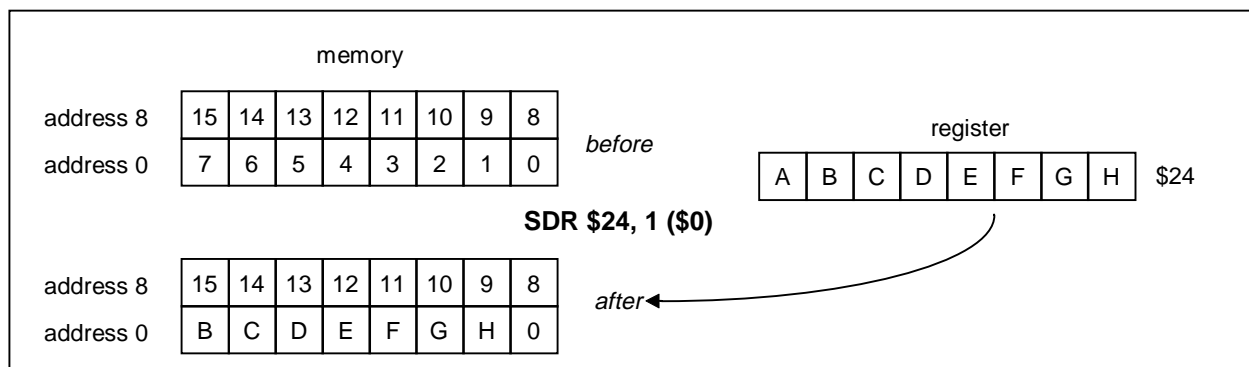 memory
address 8 15 14 13 12 11 10 9 8
address 0 7 6 5 4 3 2 1 0
before
register
A B C D E F G H $24
SDR $24, 1 ($0)
address 8 15 14 13 12 11 10 9 8
address 0 B C D E F G H 0
after